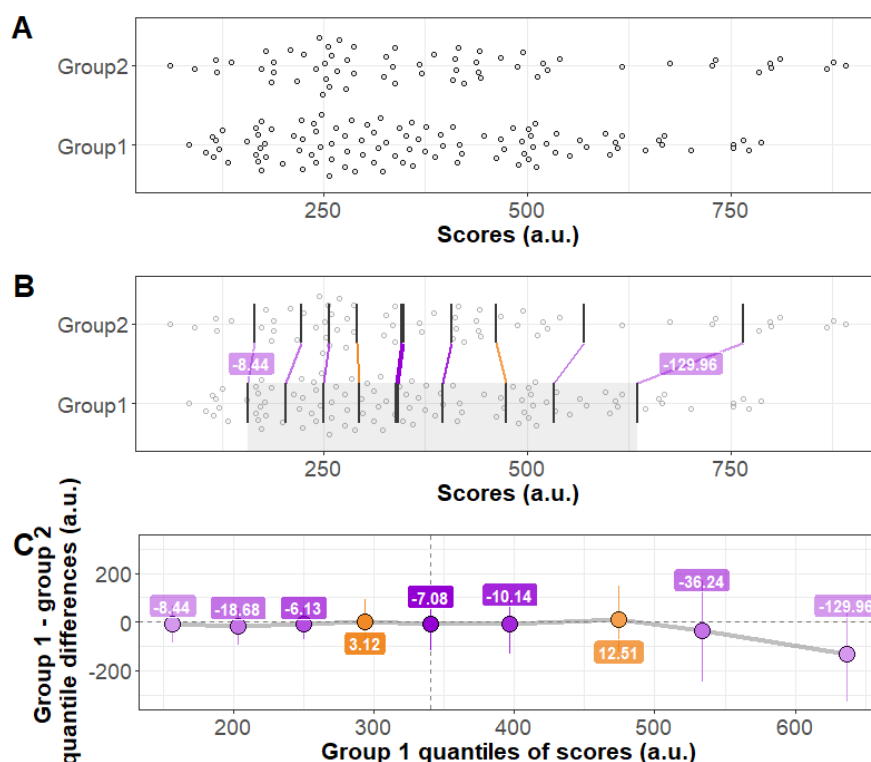 A
Group2
Group1
250 500 750
Scores (a.u.)
B
Group2
-8.44 -129.96
Group1
250 500 750
Scores (a.u.)
C
Group 1 - group 2
quantile differences (a.u.)
200
0
-200
-8.44 -18.68 -6.13 3.12 -7.08 -10.14 12.51 -36.24 -129.96
200 300 400 500 600
Group 1 quantiles of scores (a.u.)